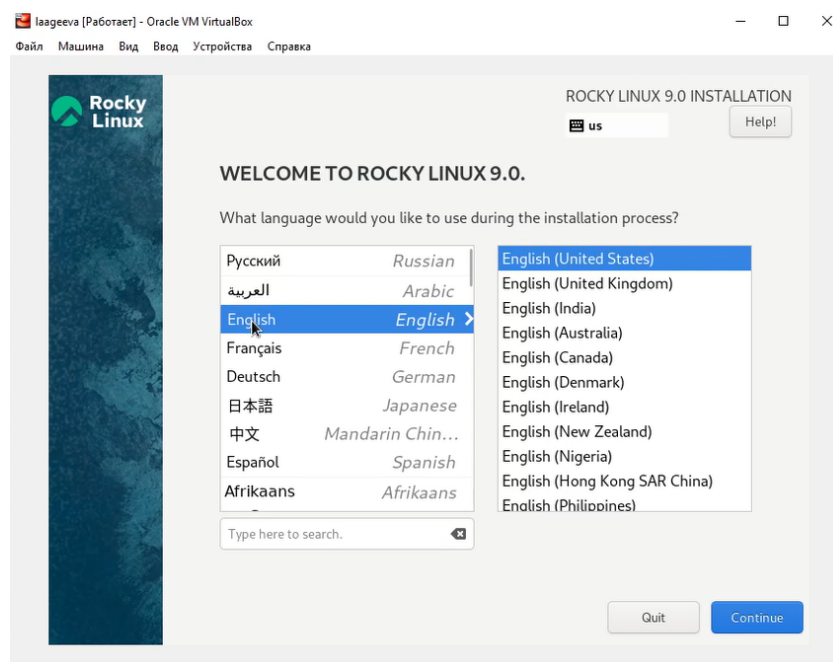 laageeva [Работает] - Oracle VM VirtualBox
Файл Машина Вид Ввод Устройства Справка
Rocky
Linux
ROCKY LINUX 9.0 INSTALLATION
us
Help!
WELCOME TO ROCKY LINUX 9.0.
What language would you like to use during the installation process?
Русский Russian
العربية Arabic
English English
Français French
Deutsch German
日本語 Japanese
中文 Mandarin Chin...
Español Spanish
Afrikaans Afrikaans
English (United States)
English (United Kingdom)
English (India)
English (Australia)
English (Canada)
English (Denmark)
English (Ireland)
English (New Zealand)
English (Nigeria)
English (Hong Kong SAR China)
English (Philippines)
Type here to search.
Quit
Continue